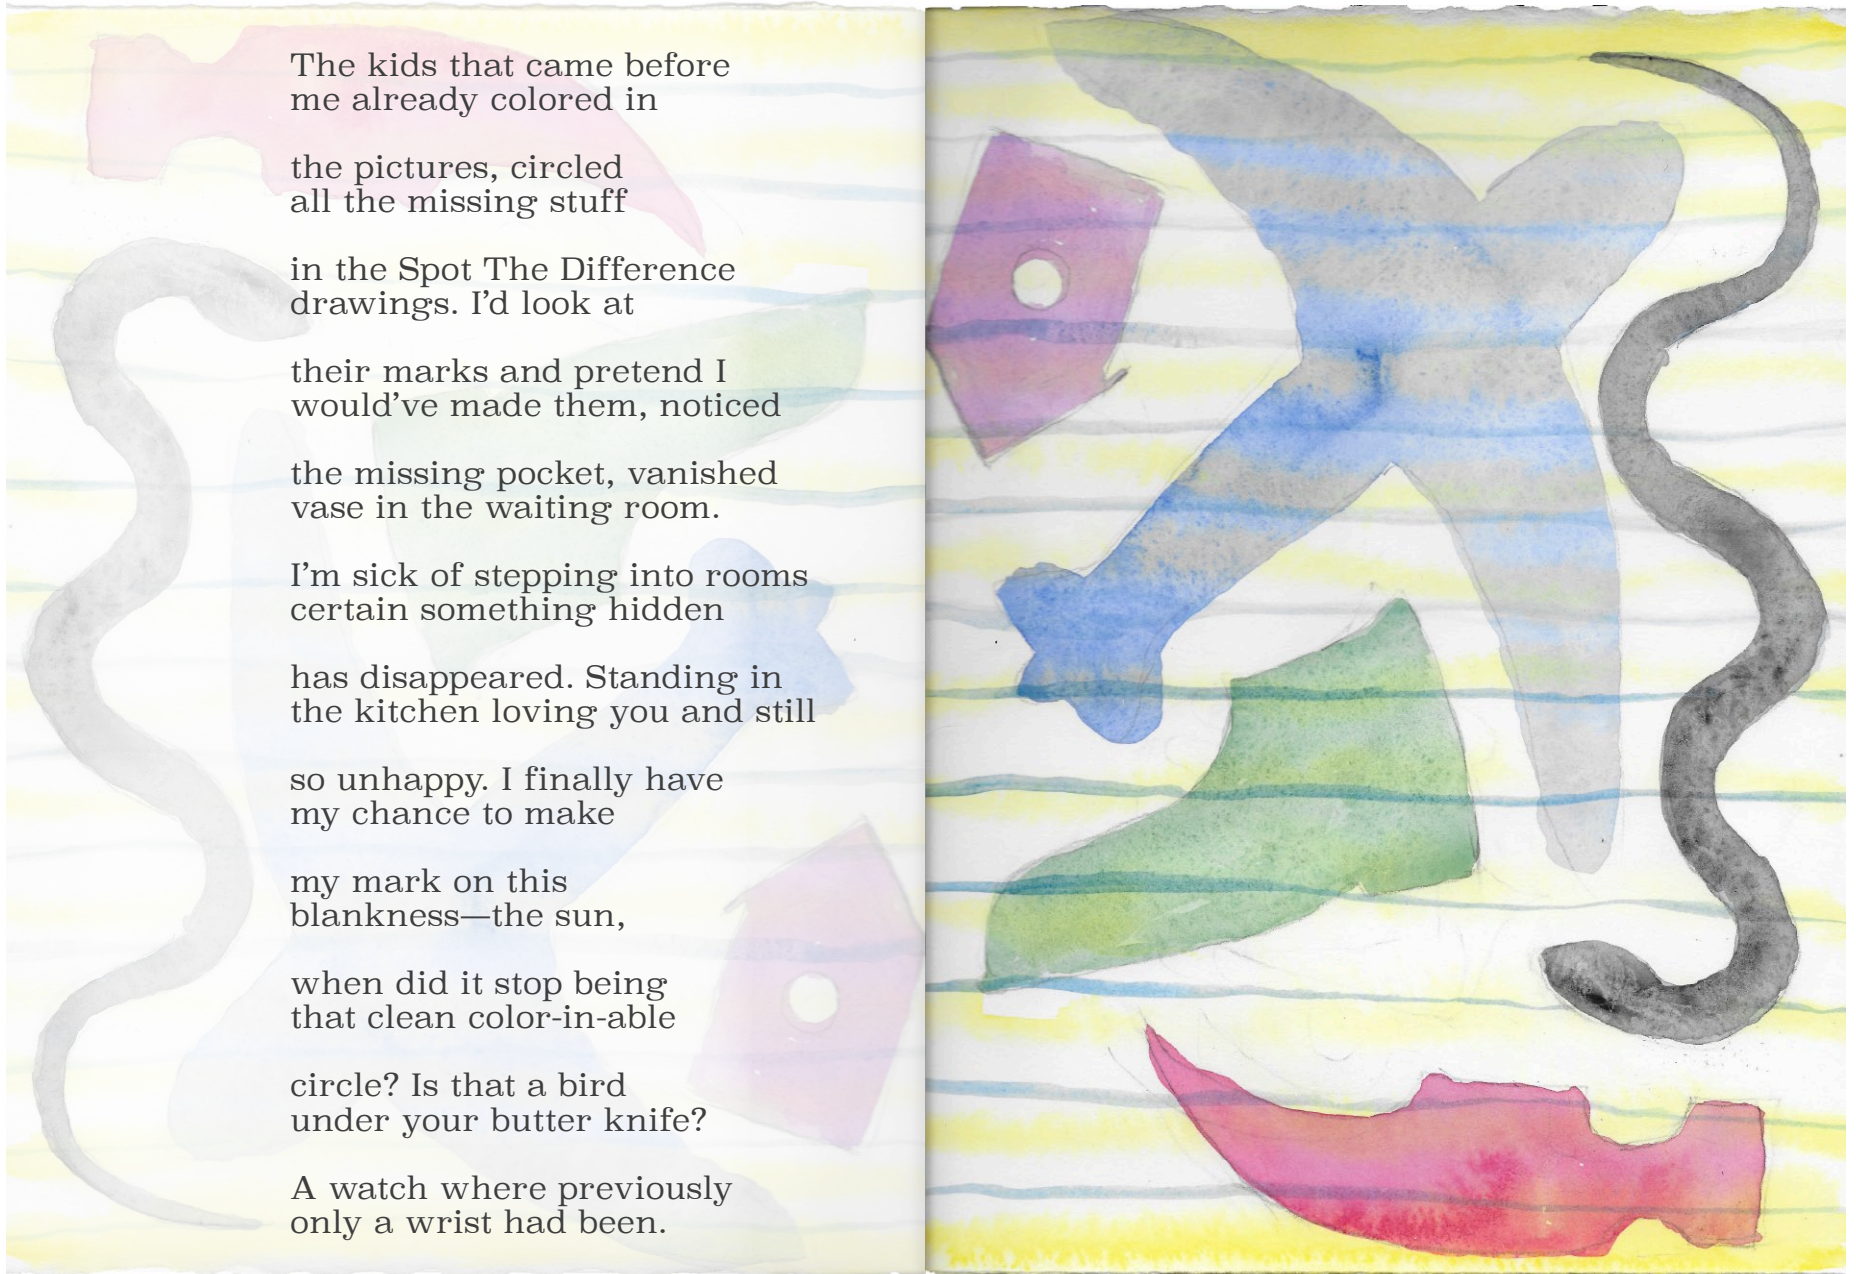 The kids that came before
me already colored in
the pictures, circled
all the missing stuff
in the Spot The Difference
drawings. I’d look at
their marks and pretend I
would’ve made them, noticed
the missing pocket, vanished
vase in the waiting room.
I’m sick of stepping into rooms
certain something hidden
has disappeared. Standing in
the kitchen loving you and still
so unhappy. I finally have
my chance to make
my mark on this
blankness—the sun,
when did it stop being
that clean color-in-able
circle? Is that a bird
under your butter knife?
A watch where previously
only a wrist had been.